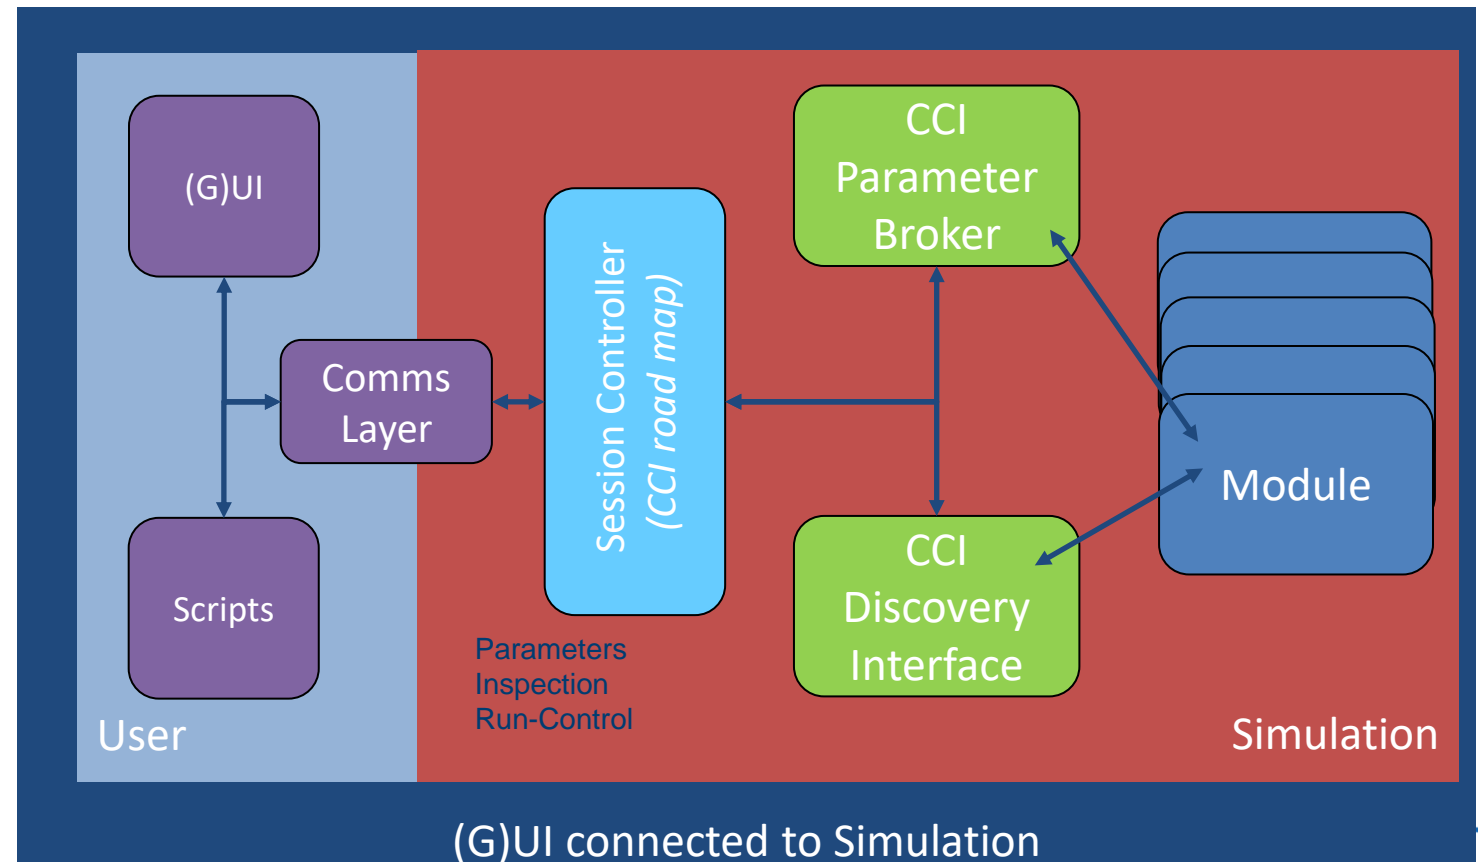 (G)UI
Scripts
User
Comms
Layer
Session Controller
(CCI road map)
Parameters
Inspection
Run-Control
CCI
Parameter
Broker
CCI
Discovery
Interface
Module
Simulation
(G)UI connected to Simulation